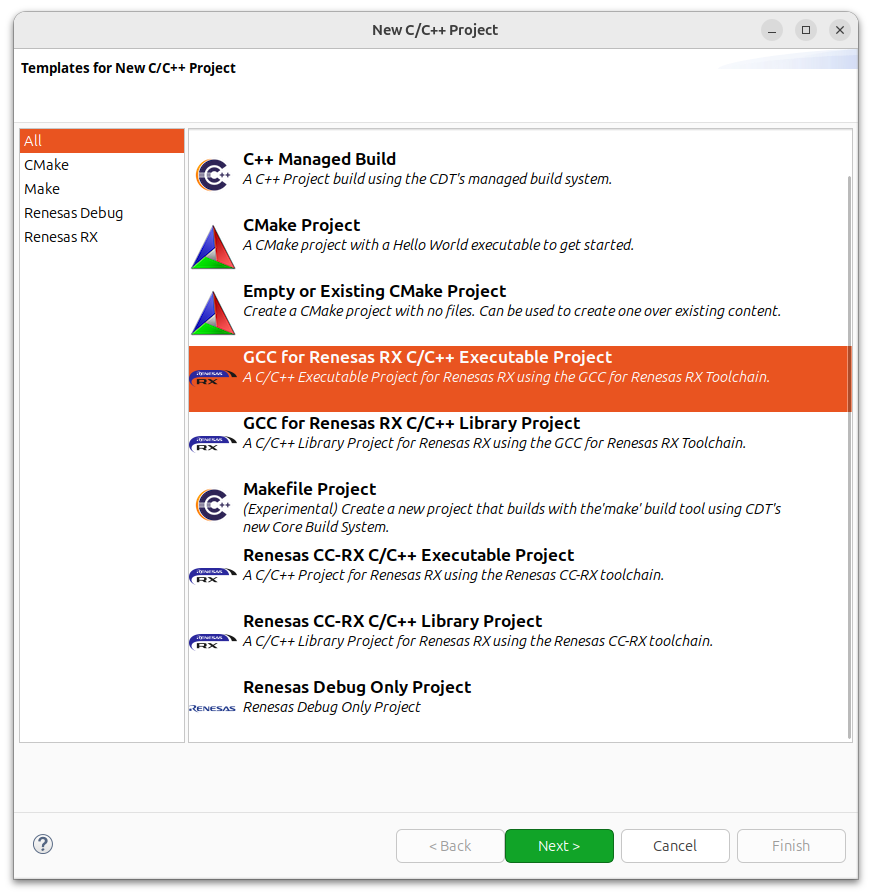 New C/C++ Project
Templates for New C/C++ Project
All
CMake
Make
Renesas Debug
Renesas RX
C++ Managed Build
A C++ Project build using the CDT's managed build system.
CMake Project
A CMake project with a Hello World executable to get started.
Empty or Existing CMake Project
Create a CMake project with no files. Can be used to create one over existing content.
GCC for Renesas RX C/C++ Executable Project
A C/C++ Executable Project for Renesas RX using the GCC for Renesas RX Toolchain.
RENESAS
RX
GCC for Renesas RX C/C++ Library Project
A C/C++ Library Project for Renesas RX using the GCC for Renesas RX Toolchain.
RENESAS
RX
Makefile Project
(Experimental) Create a new project that builds with the'make' build tool using CDT's
new Core Build System.
Renesas CC-RX C/C++ Executable Project
A C/C++ Project for Renesas RX using the Renesas CC-RX toolchain.
RENESAS
RX
Renesas CC-RX C/C++ Library Project
A C/C++ Library Project for Renesas RX using the Renesas CC-RX toolchain.
RENESAS
RX
Renesas Debug Only Project
RENESAS Renesas Debug Only Project
? < Back Next > Cancel Finish